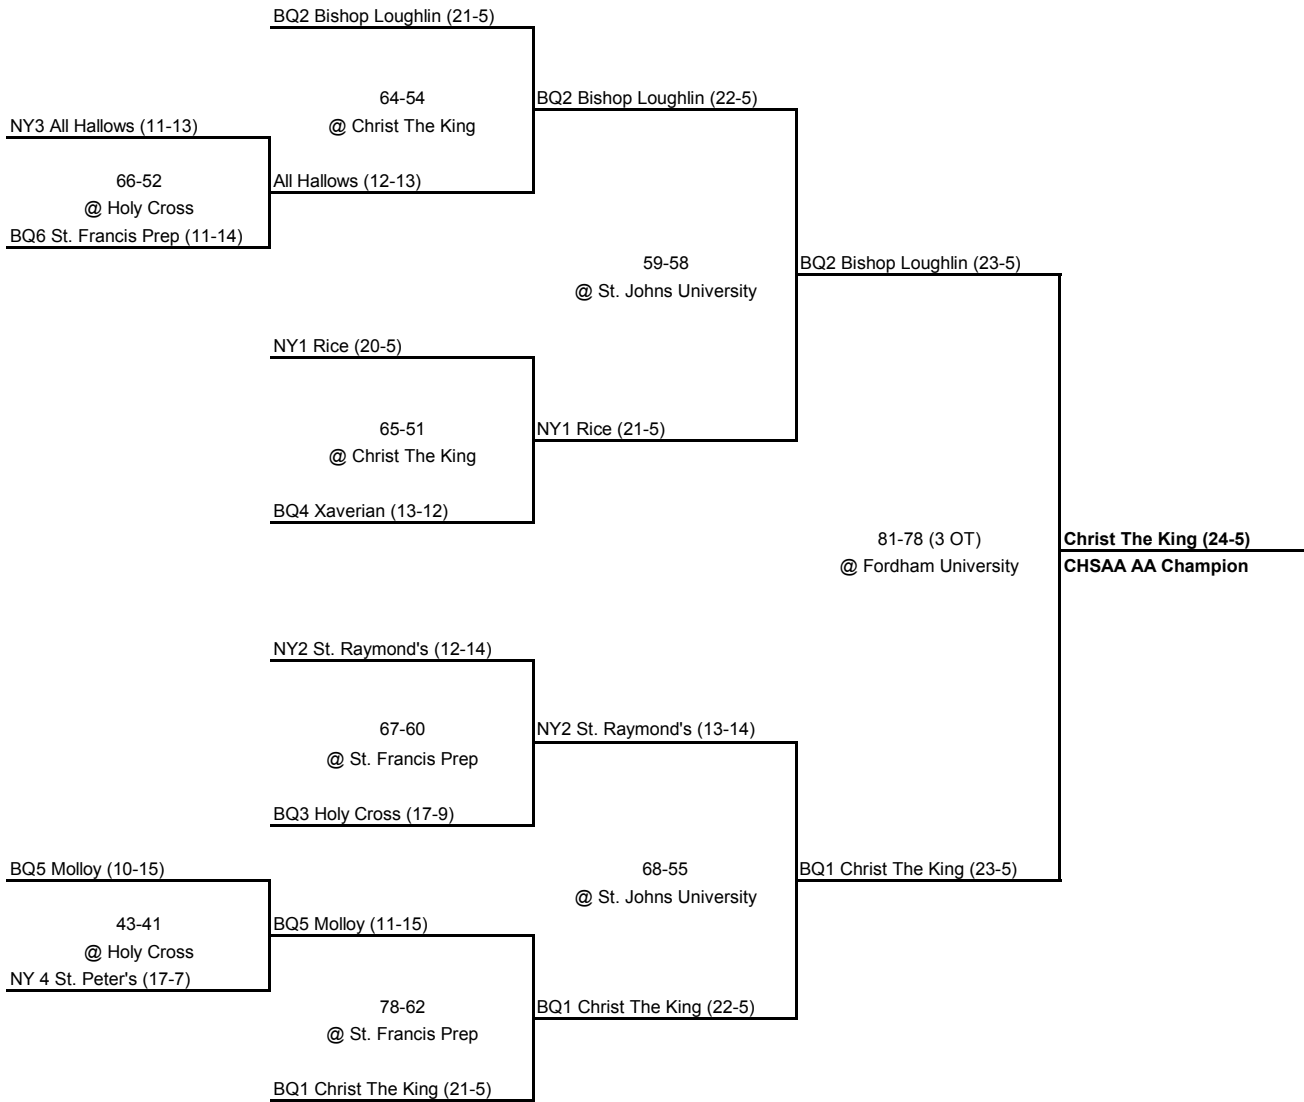 BQ2 Bishop Loughlin (21-5)
64-54
@ Christ The King
BQ2 Bishop Loughlin (22-5)
NY3 All Hallows (11-13)
66-52
@ Holy Cross
All Hallows (12-13)
BQ6 St. Francis Prep (11-14)
59-58
@ St. Johns University
BQ2 Bishop Loughlin (23-5)
NY1 Rice (20-5)
65-51
@ Christ The King
NY1 Rice (21-5)
BQ4 Xaverian (13-12)
81-78 (3 OT)
@ Fordham University
Christ The King (24-5)
CHSAA AA Champion
NY2 St. Raymond's (12-14)
67-60
@ St. Francis Prep
NY2 St. Raymond's (13-14)
BQ3 Holy Cross (17-9)
BQ5 Molloy (10-15)
68-55
@ St. Johns University
BQ1 Christ The King (23-5)
43-41
@ Holy Cross
BQ5 Molloy (11-15)
NY 4 St. Peter's (17-7)
78-62
@ St. Francis Prep
BQ1 Christ The King (22-5)
BQ1 Christ The King (21-5)